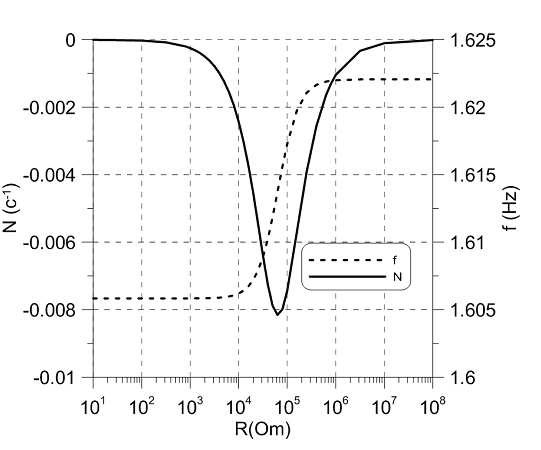 0
-0.002
-0.004
-0.006
-0.008
-0.01
N (c⁻¹)
1.625
1.62
1.615
1.61
1.605
1.6
f (Hz)
f
N
10¹ 10² 10³ 10⁴ 10⁵ 10⁶ 10⁷ 10⁸
R(Om)